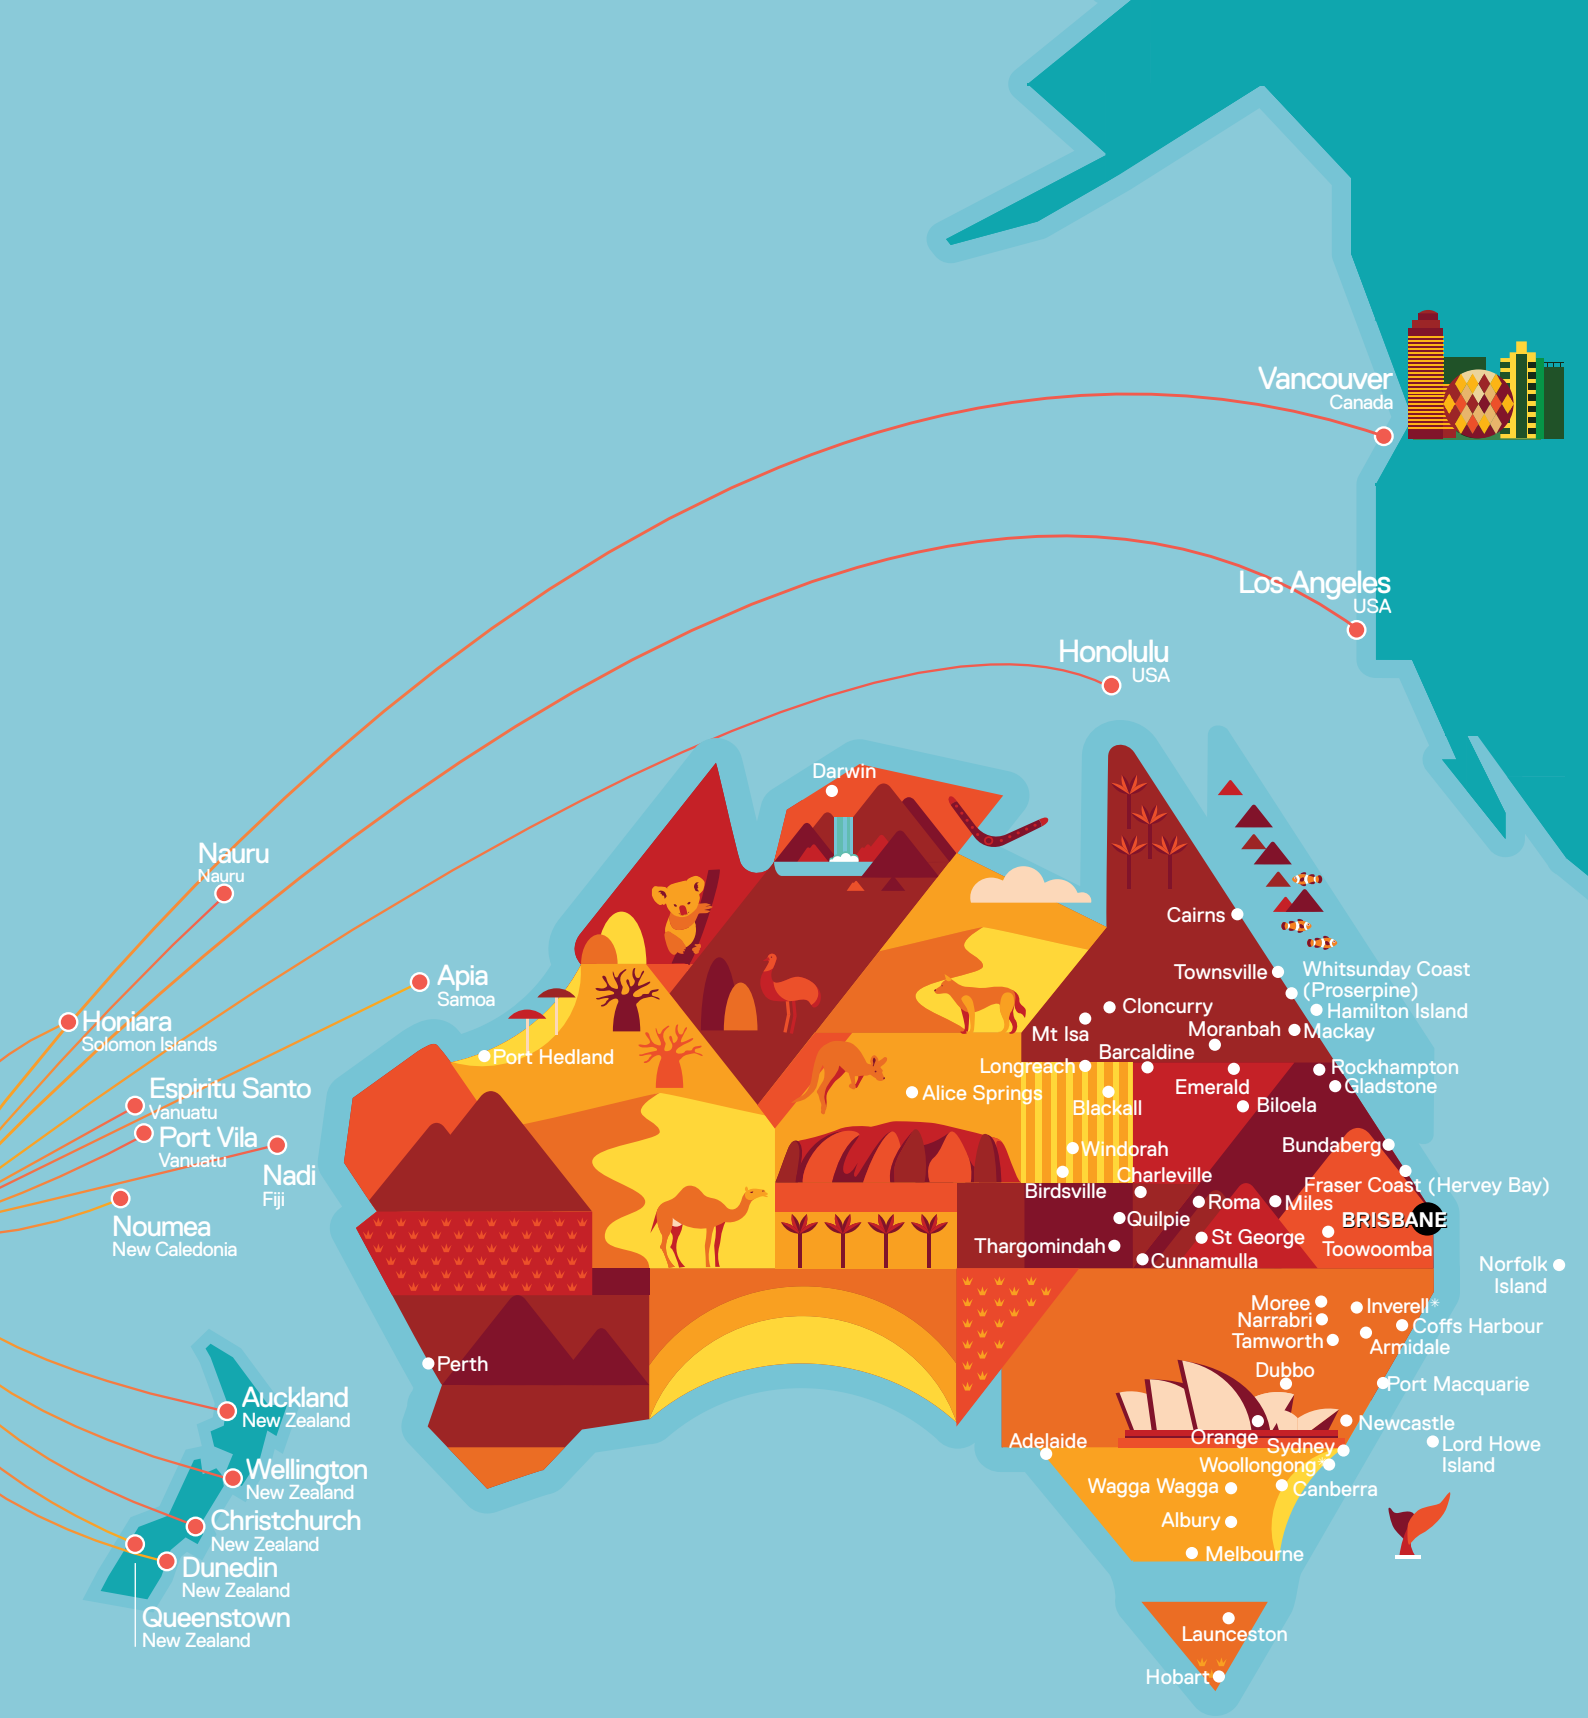 Vancouver
Canada
Los Angeles
USA
Honolulu
USA
Nauru
Nauru
Apia
Samoa
Honiara
Solomon Islands
Espiritu Santo
Vanuatu
Port Vila
Vanuatu
Nadi
Fiji
Noumea
New Caledonia
Auckland
New Zealand
Wellington
New Zealand
Christchurch
New Zealand
Dunedin
New Zealand
Queenstown
New Zealand
Darwin
Port Hedland
Perth
Alice Springs
Adelaide
Cairns
Townsville
Whitsunday Coast
(Proserpine)
Hamilton Island
Cloncurry
Mt Isa
Moranbah
Mackay
Barcaldine
Longreach
Rockhampton
Emerald
Gladstone
Blackall
Biloela
Windorah
Bundaberg
Charleville
Birdsville
Fraser Coast (Hervey Bay)
Roma
Miles
Quilpie
BRISBANE
St George
Toowoomba
Thargomindah
Cunnamulla
Norfolk
Island
Moree
Inverell*
Narrabri
Coffs Harbour
Tamworth
Armidale
Dubbo
Port Macquarie
Newcastle
Orange
Sydney
Lord Howe
Island
Woollongong
Wagga Wagga
Canberra
Albury
Melbourne
Launceston
Hobart